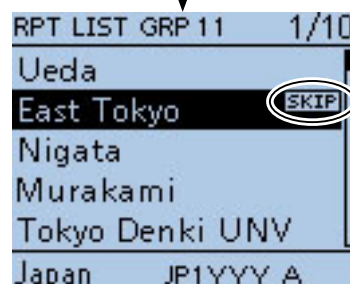 RPT LIST GRP 11 1/10
Ueda
East Tokyo SKIP
Nigata
Murakami
Tokyo Denki UNV
Japan JP1YYY A